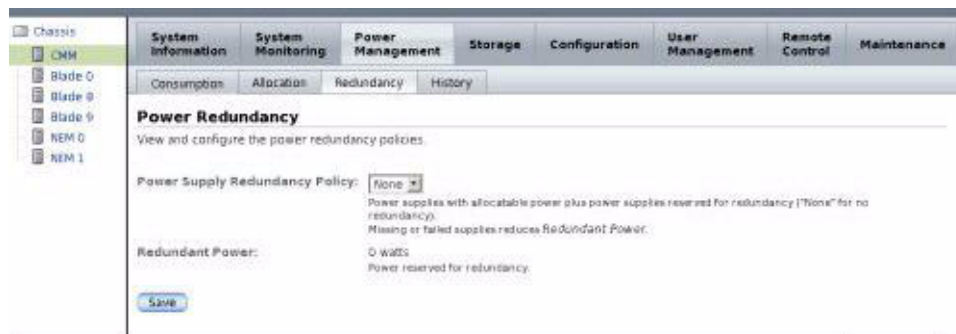 Chassis
CMM
Blade 0
Blade 8
Blade 9
NEM 0
NEM 1
System Information
System Monitoring
Power Management
Storage
Configuration
User Management
Remote Control
Maintenance
Consumption
Allocation
Redundancy
History
Power Redundancy
View and configure the power redundancy policies.
Power Supply Redundancy Policy:
None
Power supplies with allocatable power plus power supplies reserved for redundancy ("None" for no
redundancy).
Missing or failed supplies reduces Redundant Power.
Redundant Power:
0 watts
Power reserved for redundancy.
Save